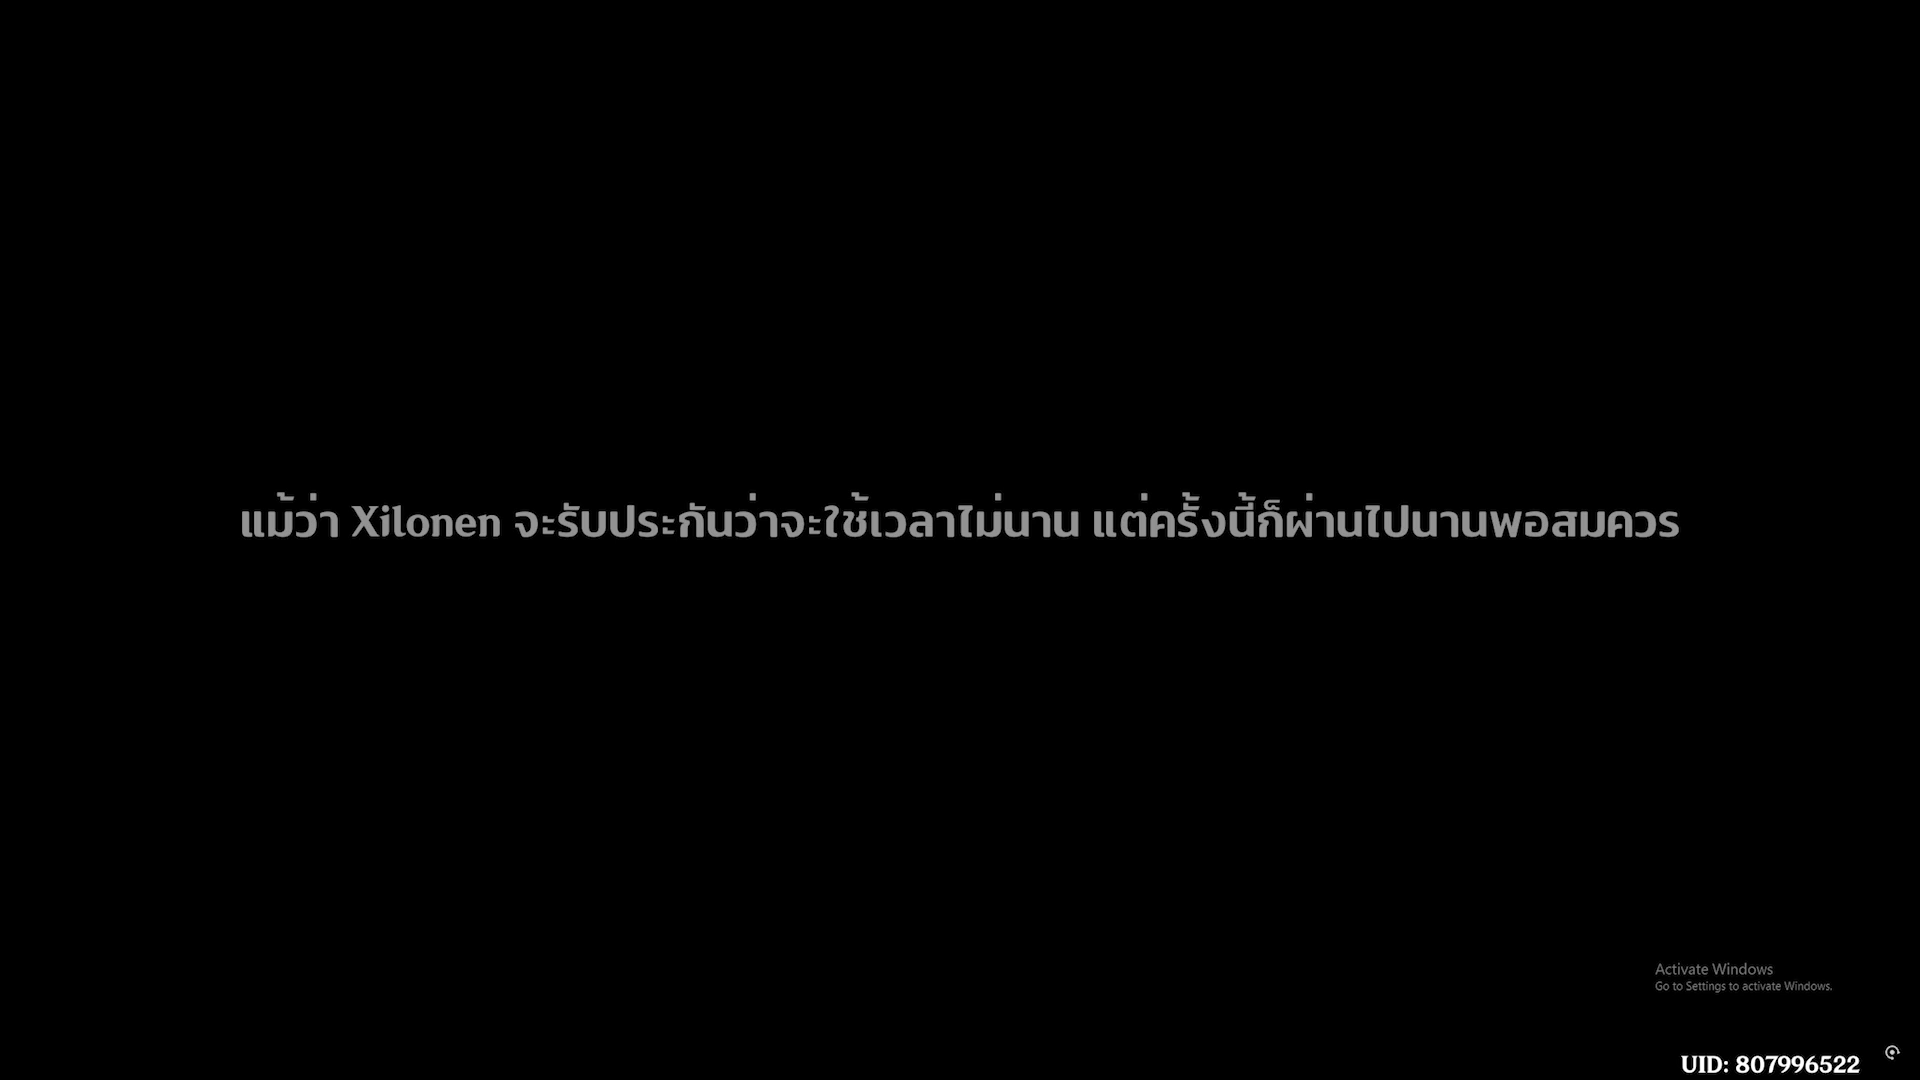 แม้ว่า Xilonen จะรับประกันว่าจะใช้เวลาไม่นาน แต่ครั้งนี้ก็ผ่านไปนานพอสมควร
Activate Windows
Go to Settings to activate Windows.
UID: 807996522